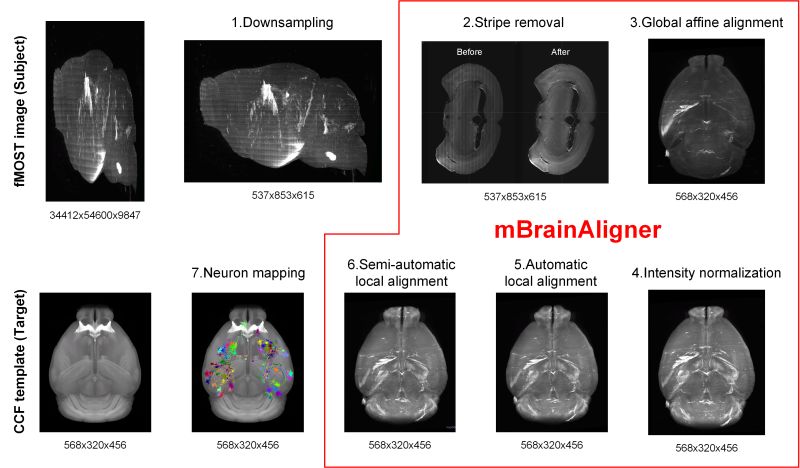 1.Downsampling
2.Stripe removal
3.Global affine alignment
fMOST image (Subject)
Before
After
34412x54600x9847
537x853x615
537x853x615
568x320x456
mBrainAligner
7.Neuron mapping
6.Semi-automatic
local alignment
5.Automatic
local alignment
4.Intensity normalization
CCF template (Target)
568x320x456
568x320x456
568x320x456
568x320x456
568x320x456